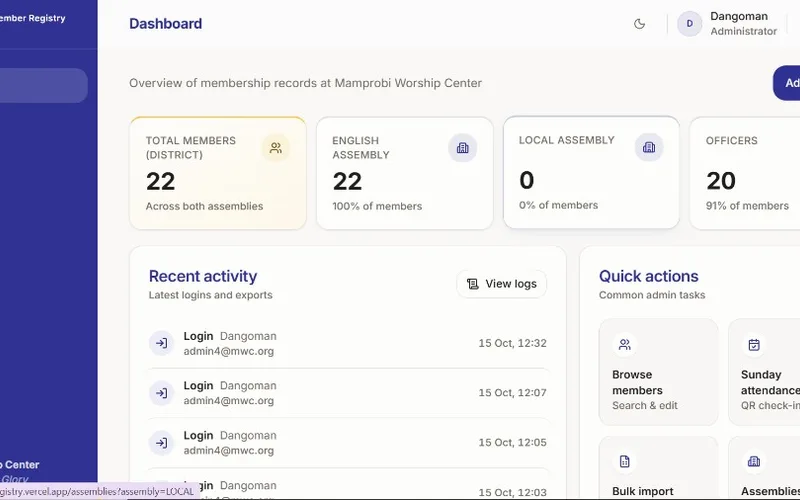 ember Registry
Dashboard
D
Dangoman
Administrator
Overview of membership records at Mamprobi Worship Center
Ad
TOTAL MEMBERS
(DISTRICT)
22
Across both assemblies
ENGLISH
ASSEMBLY
22
100% of members
LOCAL ASSEMBLY
0
0% of members
OFFICERS
20
91% of members
Recent activity
Latest logins and exports
View logs
Login Dangoman
admin4@mwc.org
15 Oct, 12:32
Login Dangoman
admin4@mwc.org
15 Oct, 12:07
Login Dangoman
admin4@mwc.org
15 Oct, 12:05
Login Dangoman
admin4@mwc.org
15 Oct, 12:03
Quick actions
Common admin tasks
Browse
members
Search & edit
Sunday
attendance
QR check-in
Bulk import
Assemblies
p Center
Glory
gistry.vercel.app/assemblies?assembly=LOCAL